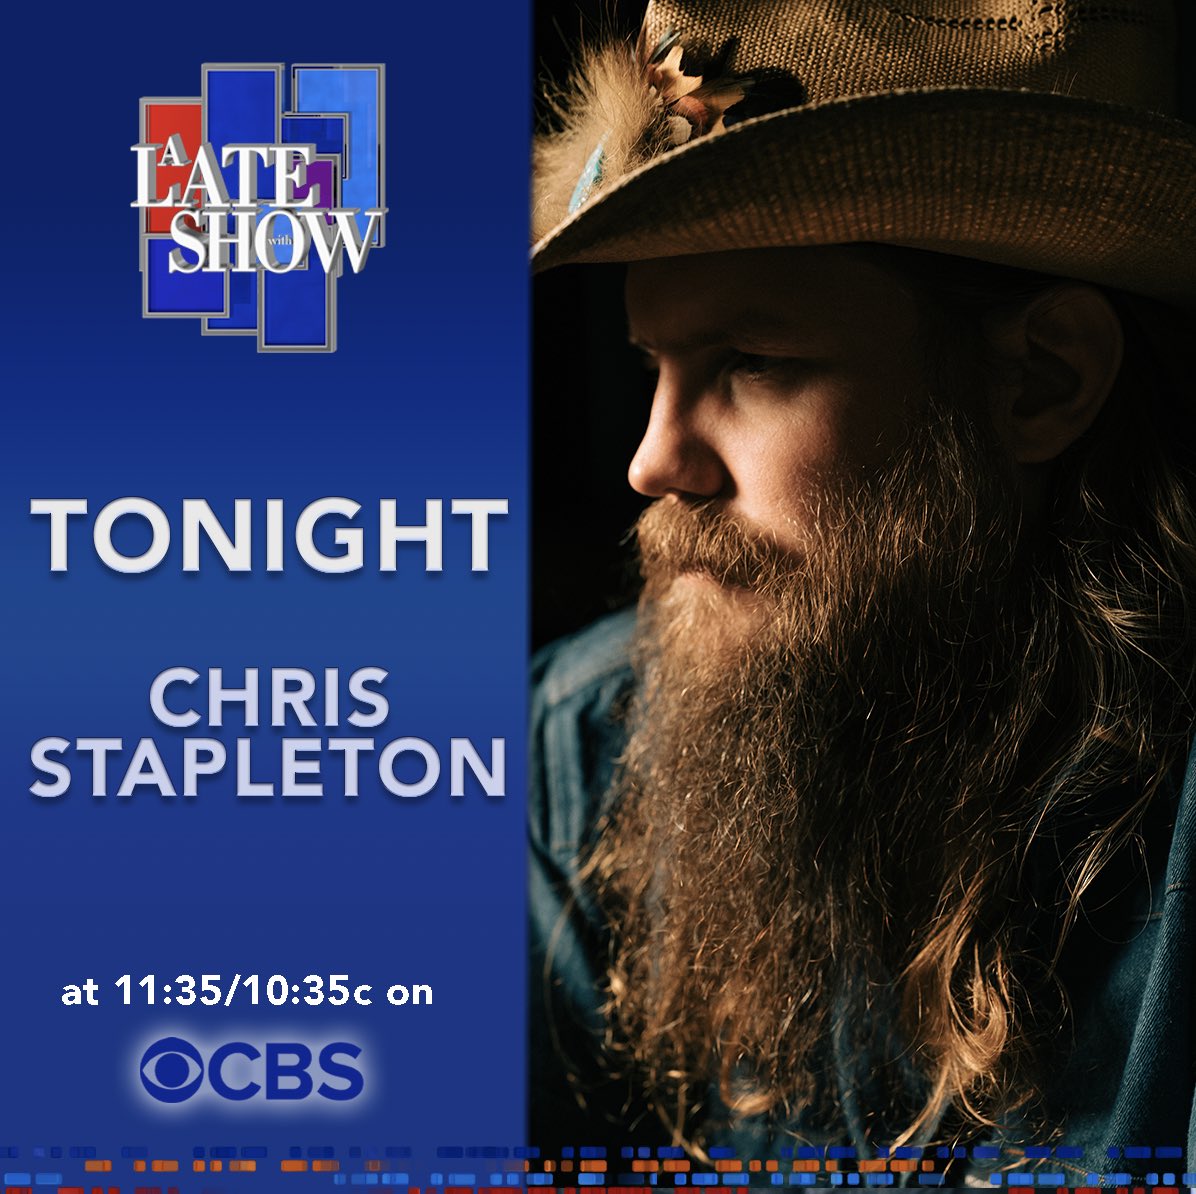 A
LATE
SHOW
with
TONIGHT
CHRIS
STAPLETON
at 11:35/10:35c on
CBS